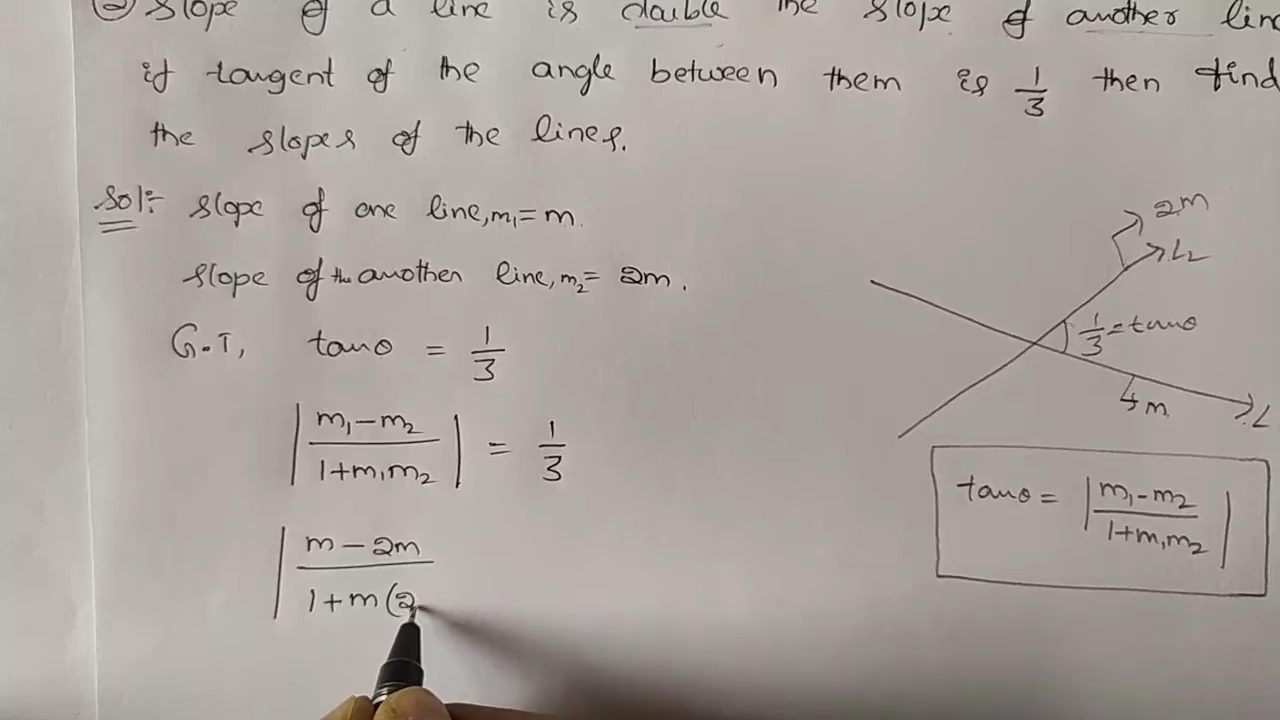 ② Slope of a line is double the slope of another line
if tangent of the angle between them is 1/3 then find
the slopes of the lines.
Sol:- slope of one line, m₁ = m.
slope of the another line, m₂ = 2m.
G.T, tanθ = 1/3
|m₁-m₂ / 1+m₁m₂| = 1/3
|m-2m / 1+m(2
2m
L₂
1/3 = tanθ
m
L
tanθ = |m₁-m₂ / 1+m₁m₂|